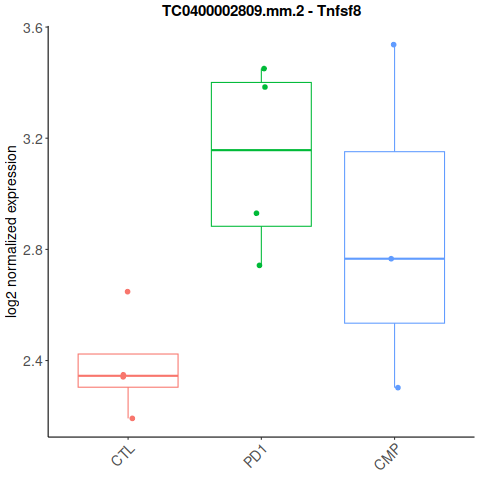 TC0400002809.mm.2 - Tnfsf8
log2 normalized expression
3.6
3.2
2.8
2.4
CTL
PD1
CMP